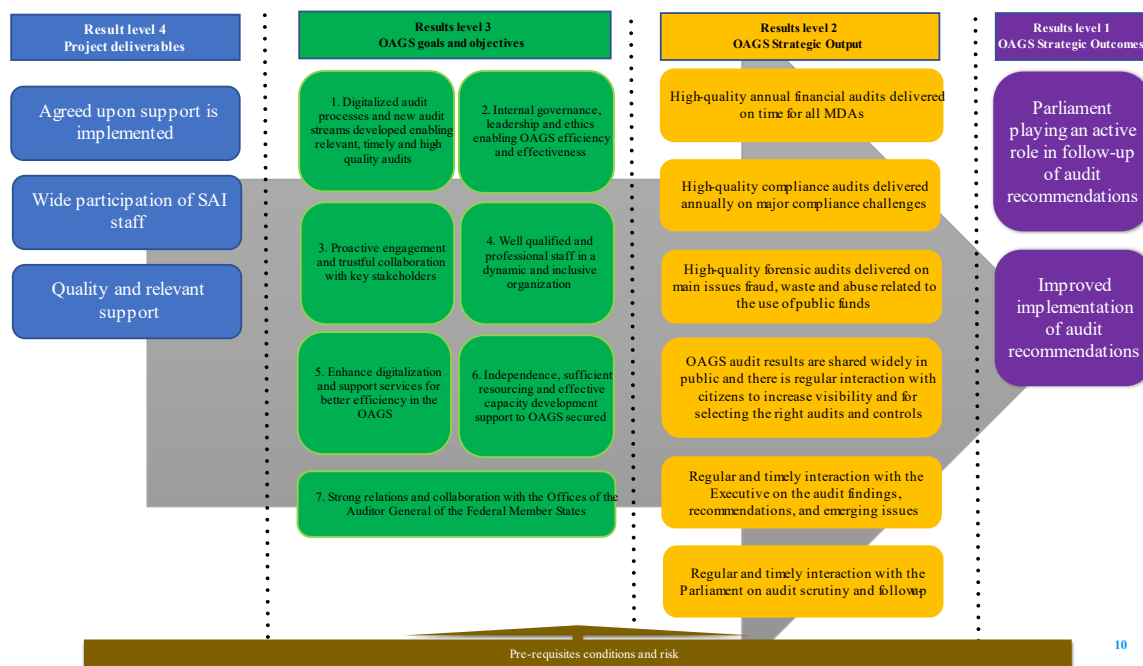 Result level 4
Project deliverables
Agreed upon support is
implemented
Wide participation of SAI
staff
Quality and relevant
support
Results level 3
OAGS goals and objectives
1. Digitalized audit
processes and new audit
streams developed enabling
relevant, timely and high
quality audits
2. Internal governance,
leadership and ethics
enabling OAGS efficiency
and effectiveness
3. Proactive engagement
and trustful collaboration
with key stakeholders
4. Well qualified and
professional staff in a
dynamic and inclusive
organization
5. Enhance digitalization
and support services for
better efficiency in the
OAGS
6. Independence, sufficient
resourcing and effective
capacity development
support to OAGS secured
7. Strong relations and collaboration with the Offices of the
Auditor General of the Federal Member States
Results level 2
OAGS Strategic Output
High-quality annual financial audits delivered
on time for all MDAs
High-quality compliance audits delivered
annually on major compliance challenges
High-quality forensic audits delivered on
main issues fraud, waste and abuse related to
the use of public funds
OAGS audit results are shared widely in
public and there is regular interaction with
citizens to increase visibility and for
selecting the right audits and controls
Regular and timely interaction with the
Executive on the audit findings,
recommendations, and emerging issues
Regular and timely interaction with the
Parliament on audit scrutiny and follow-up
Results level 1
OAGS Strategic Outcomes
Parliament
playing an active
role in follow-up
of audit
recommendations
Improved
implementation
of audit
recommendations
Pre-requisites conditions and risk
10